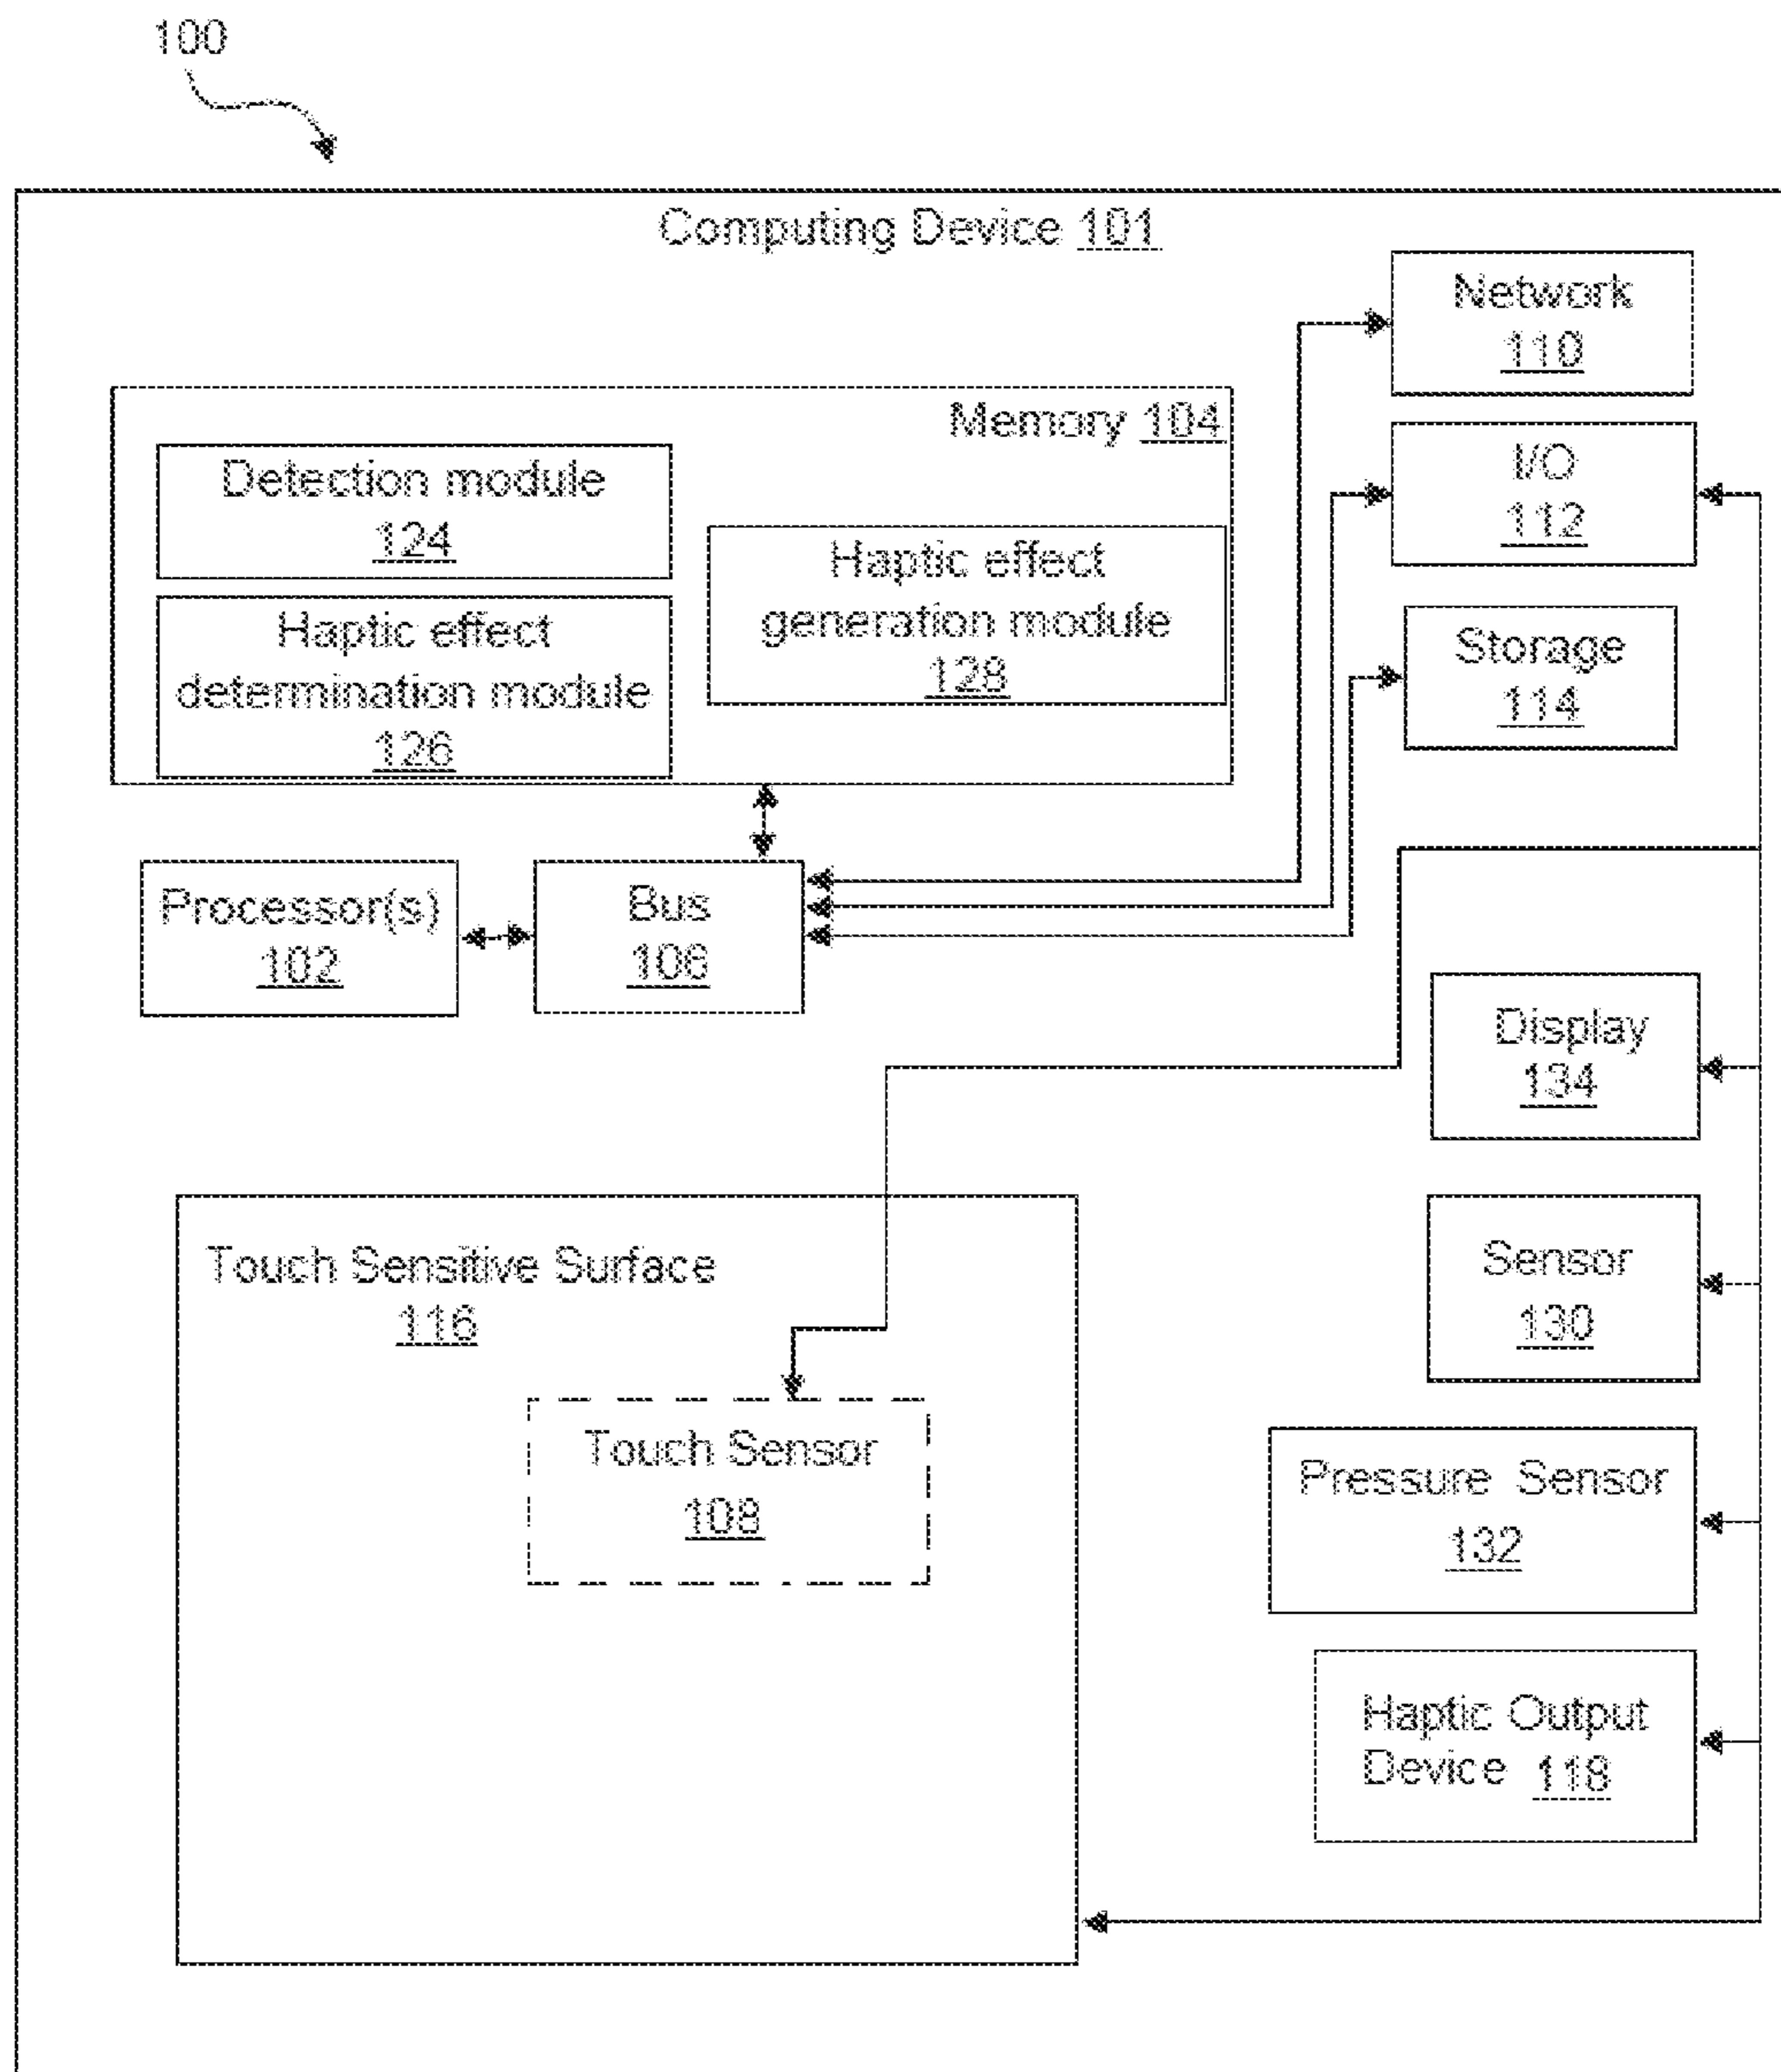 100
Computing Device 101
Network
110
Memory 104
I/O
112
Detection module
124
Haptic effect
generation module
128
Haptic effect
determination module
126
Storage
114
Processor(s)
102
Bus
106
Display
134
Touch Sensitive Surface
116
Sensor
130
Touch Sensor
108
Pressure Sensor
132
Haptic Output
Device 118